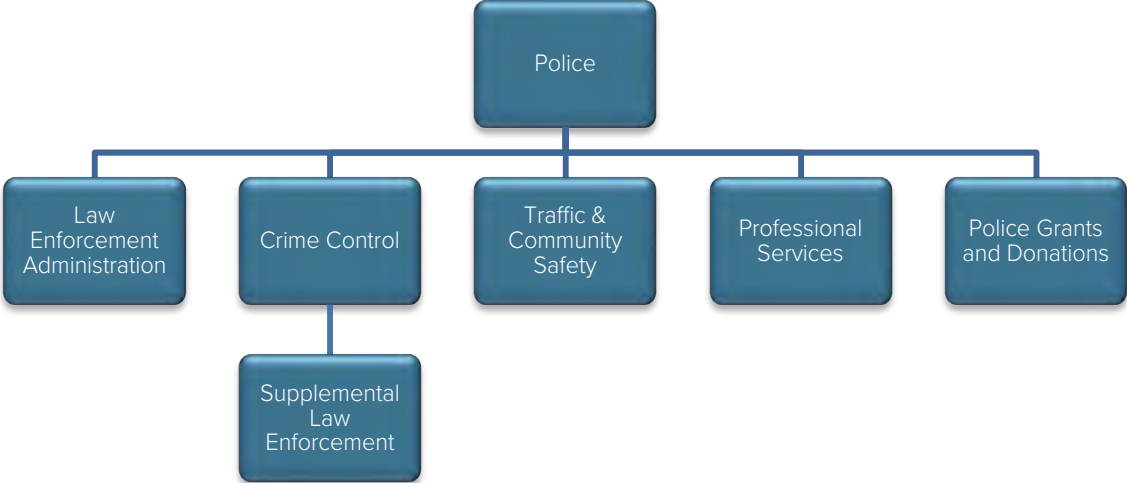 Police
Law
Enforcement
Administration
Crime Control
Traffic &
Community
Safety
Professional
Services
Police Grants
and Donations
Supplemental
Law
Enforcement